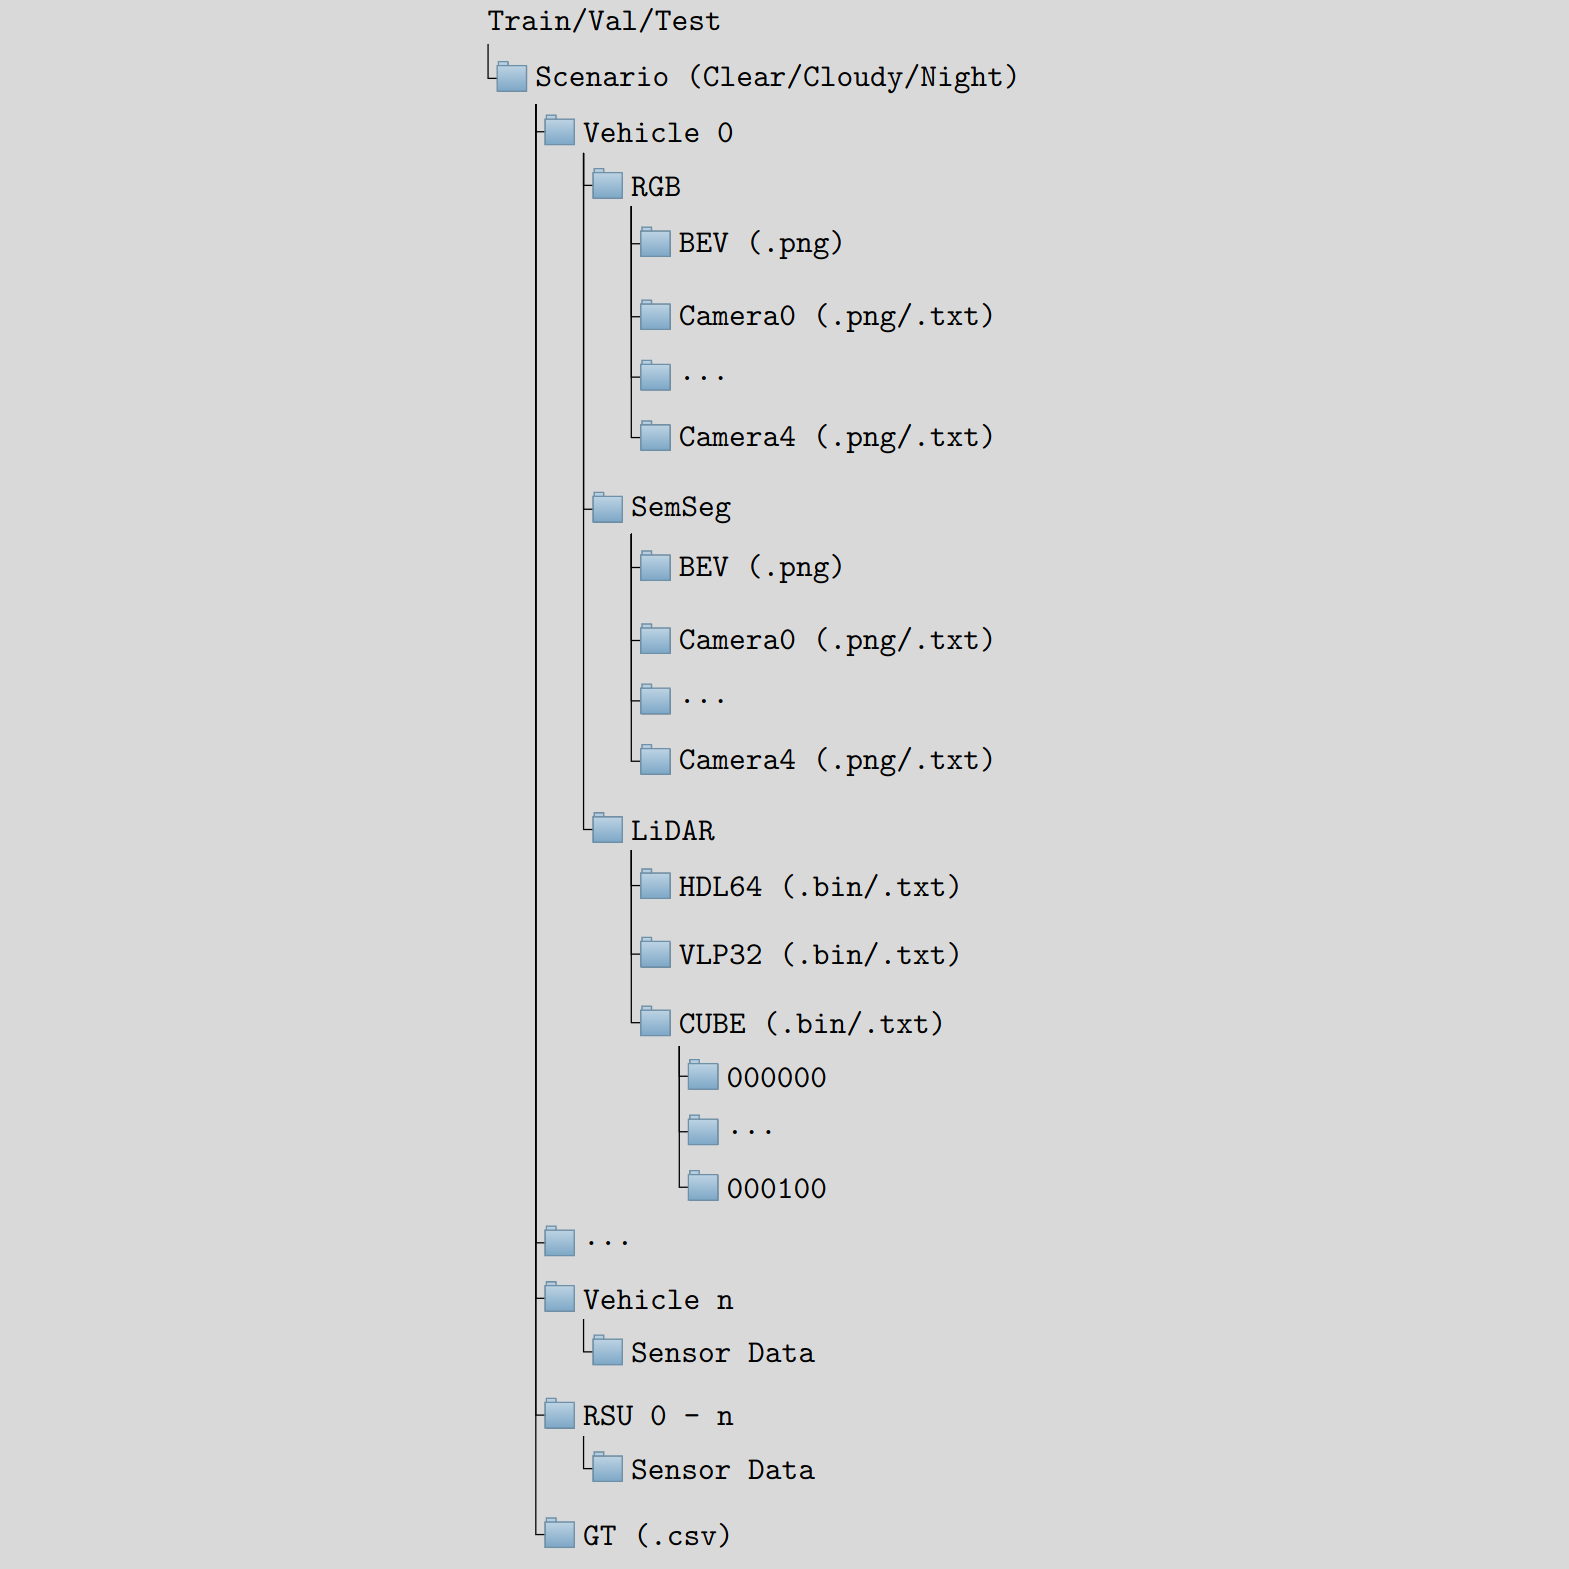 Train/Val/Test
Scenario (Clear/Cloudy/Night)
Vehicle 0
RGB
BEV (.png)
Camera0 (.png/.txt)
...
Camera4 (.png/.txt)
SemSeg
BEV (.png)
Camera0 (.png/.txt)
...
Camera4 (.png/.txt)
LiDAR
HDL64 (.bin/.txt)
VLP32 (.bin/.txt)
CUBE (.bin/.txt)
000000
...
000100
...
Vehicle n
Sensor Data
RSU 0 - n
Sensor Data
GT (.csv)